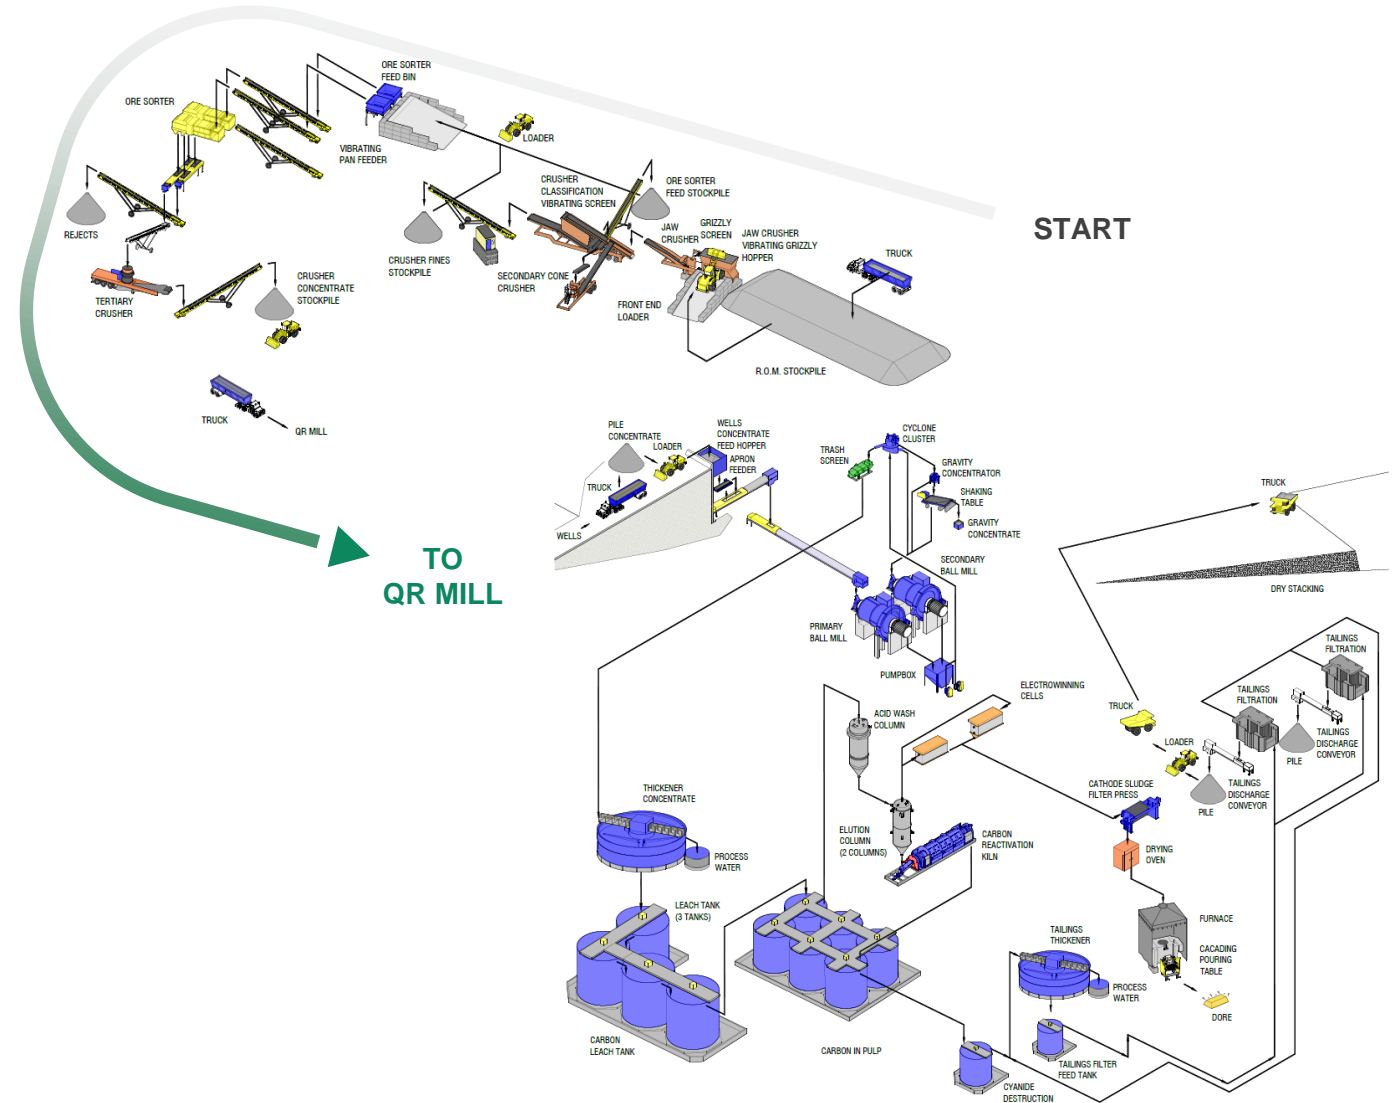 ORE SORTER
FEED BIN
ORE SORTER
LOADER
VIBRATING
PAN FEEDER
CRUSHER
CLASSIFICATION
VIBRATING SCREEN
ORE SORTER
FEED STOCKPILE
START
REJECTS
CRUSHER FINES
STOCKPILE
SECONDARY CONE
CRUSHER
JAW
CRUSHER
GRIZZLY
SCREEN
JAW CRUSHER
VIBRATING GRIZZLY
HOPPER
TRUCK
CRUSHER
CONCENTRATE
STOCKPILE
TERTIARY
CRUSHER
FRONT END
LOADER
R.O.M. STOCKPILE
TRUCK
QR MILL
TO
QR MILL
PILE
CONCENTRATE
LOADER
WELLS
CONCENTRATE
FEED HOPPER
APRON
FEEDER
TRUCK
WELLS
TRASH
SCREEN
CYCLONE
CLUSTER
GRAVITY
CONCENTRATOR
SHAKING
TABLE
GRAVITY
CONCENTRATE
SECONDARY
BALL MILL
PRIMARY
BALL MILL
PUMPBOX
TRUCK
DRY STACKING
TAILINGS
FILTRATION
TAILINGS
FILTRATION
TRUCK
LOADER
TAILINGS
DISCHARGE
CONVEYOR
PILE
TAILINGS
DISCHARGE
CONVEYOR
PILE
ELECTROWINNING
CELLS
ACID WASH
COLUMN
CATHODE SLUDGE
FILTER PRESS
THICKENER
CONCENTRATE
PROCESS
WATER
ELUTION
COLUMN
(2 COLUMNS)
CARBON
REACTIVATION
KILN
DRYING
OVEN
LEACH TANK
(3 TANKS)
FURNACE
CACADING
POURING
TABLE
DORE
TAILINGS
THICKENER
PROCESS
WATER
CARBON
LEACH TANK
CARBON IN PULP
TAILINGS FILTER
FEED TANK
CYANIDE
DESTRUCTION